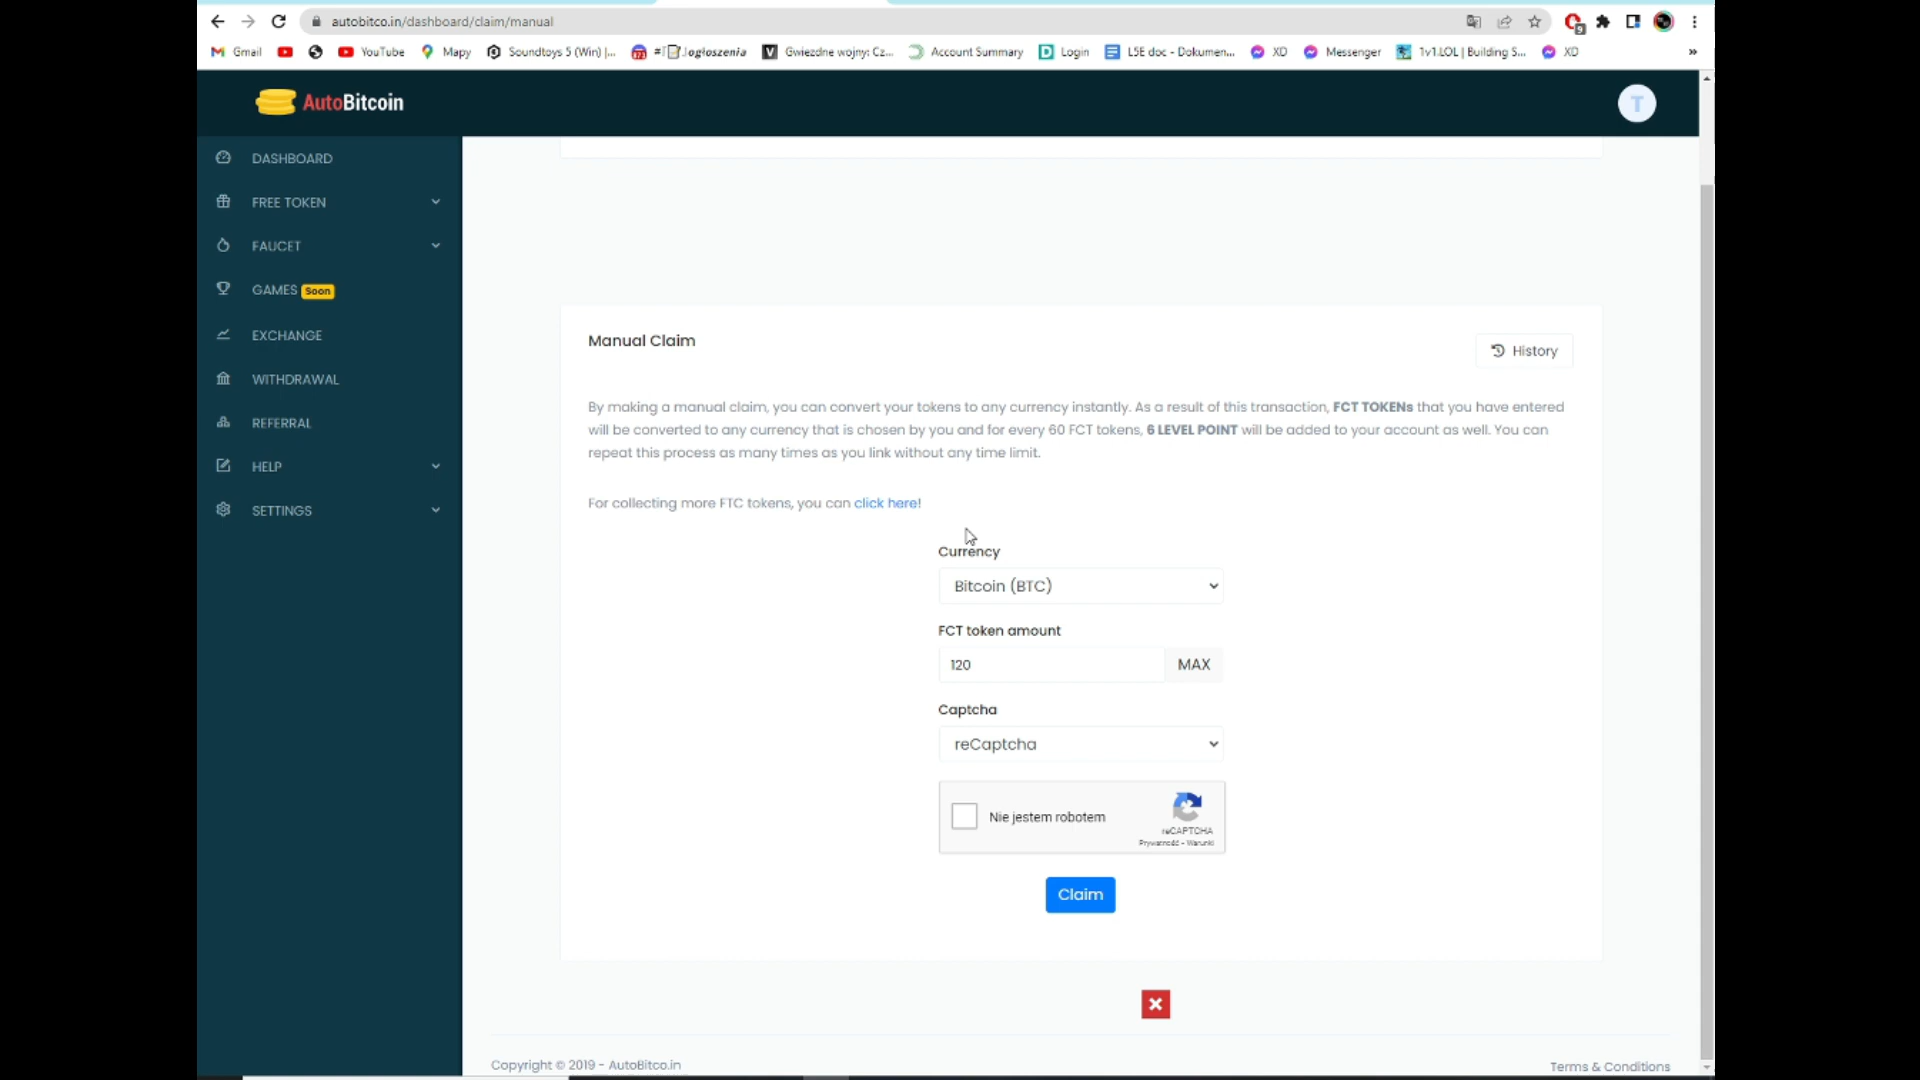 autobitco.in/dashboard/claim/manual
Gmail
YouTube
Mapy
Soundtoys 5 (Win) |...
ogłoszenia
Gwiezdne wojny: Cz...
Account Summary
Login
L5E doc - Dokumen...
XD
Messenger
1v1.LOL | Building S...
XD
»
AutoBitcoin
T
DASHBOARD
FREE TOKEN
FAUCET
GAMES Soon
EXCHANGE
WITHDRAWAL
REFERRAL
HELP
SETTINGS
Manual Claim
History
By making a manual claim, you can convert your tokens to any currency instantly. As a result of this transaction, FCT TOKENs that you have entered
will be converted to any currency that is chosen by you and for every 60 FCT tokens, 6 LEVEL POINT will be added to your account as well. You can
repeat this process as many times as you link without any time limit.
For collecting more FTC tokens, you can click here!
Currency
Bitcoin (BTC)
FCT token amount
120
MAX
Captcha
reCaptcha
Nie jestem robotem
reCAPTCHA
Prywatność - Warunki
Claim
Copyright © 2019 - AutoBitco.in
Terms & Conditions